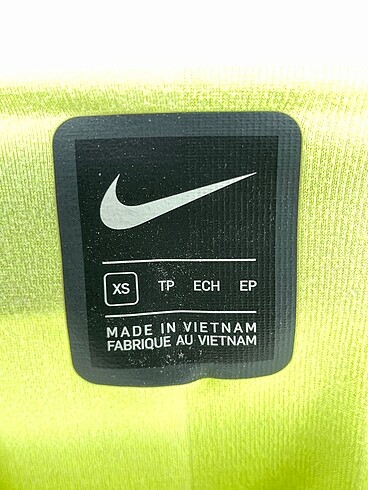 XS TP ECH EP
MADE IN VIETNAM
FABRIQUE AU VIETNAM